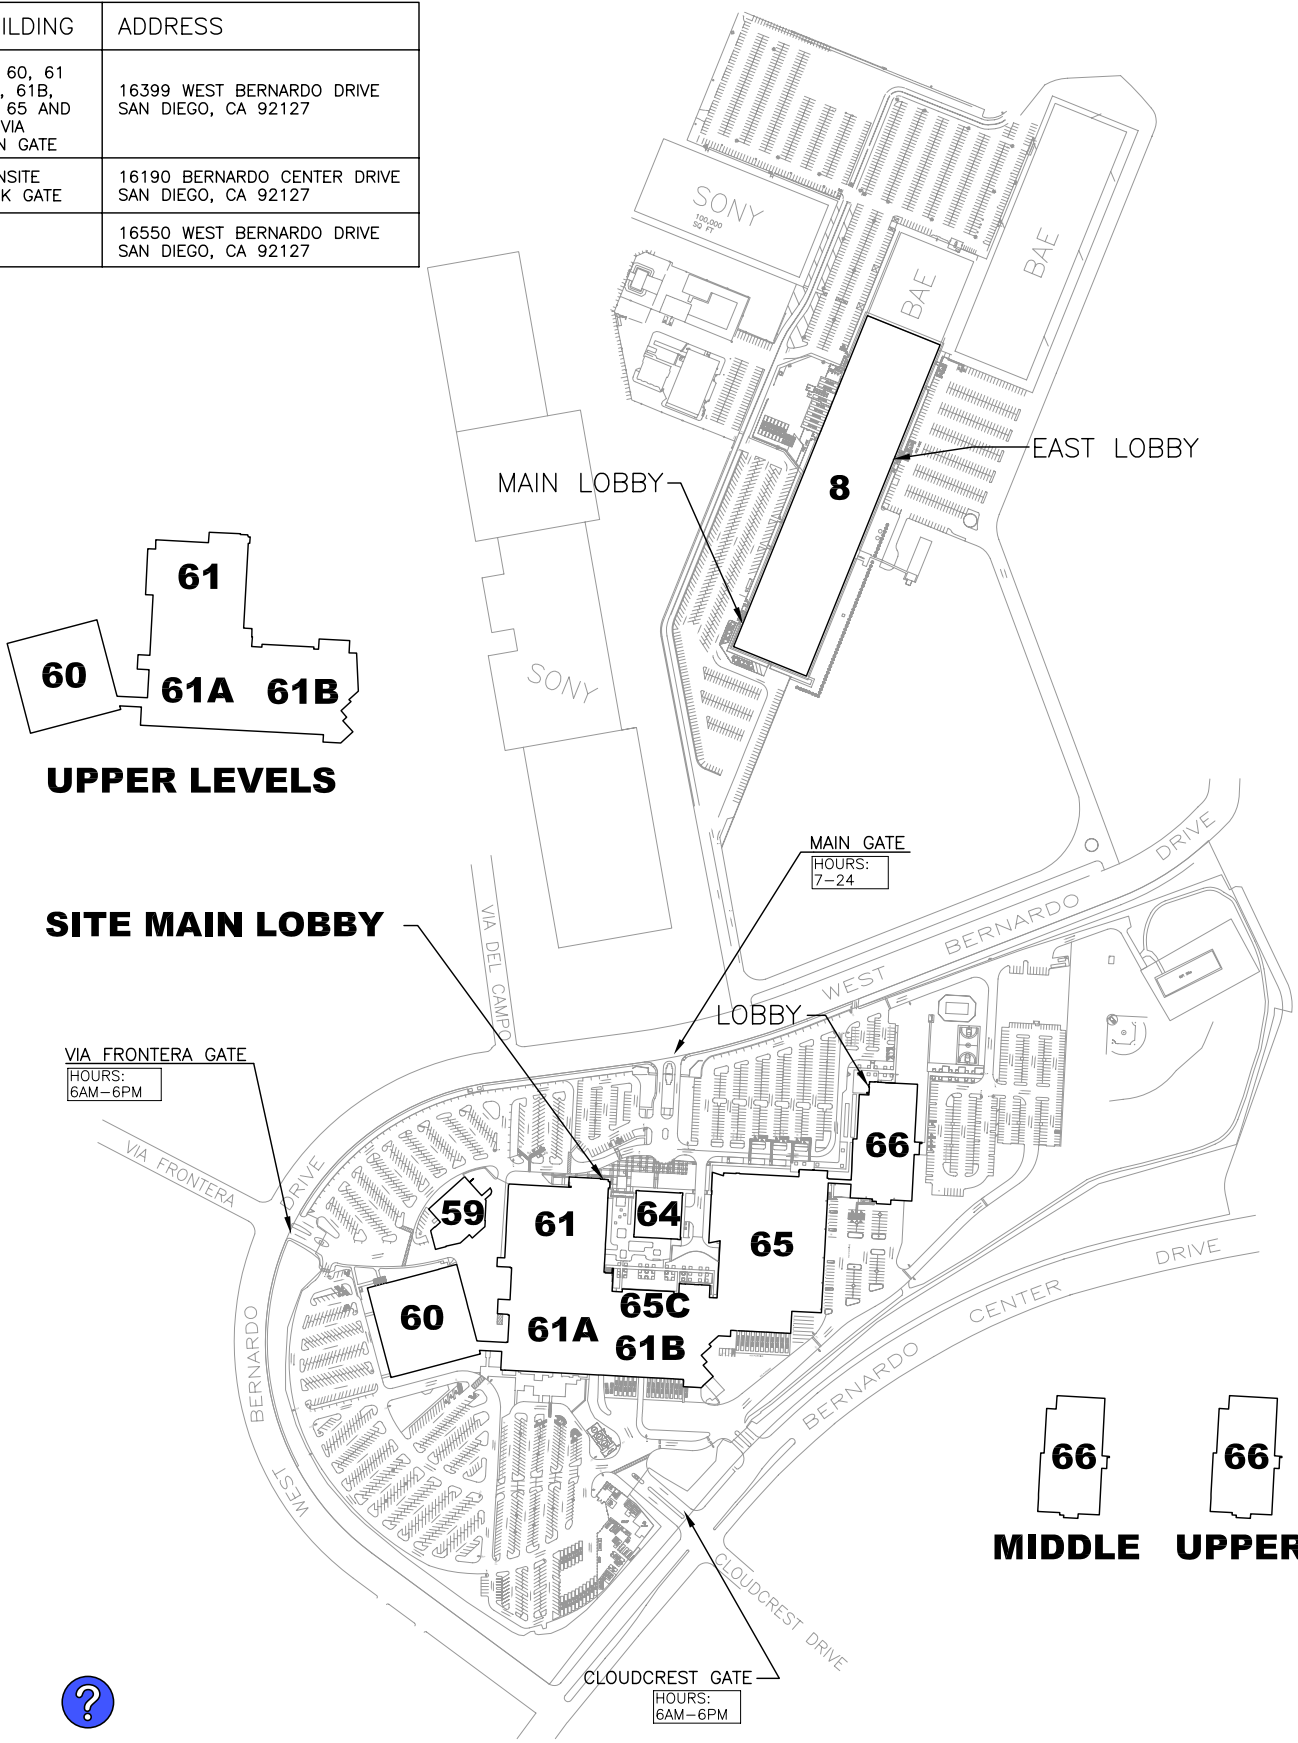 ILDING ADDRESS
60, 61
, 61B,
65 AND
VIA
N GATE
16399 WEST BERNARDO DRIVE
SAN DIEGO, CA 92127
NSITE
K GATE
16190 BERNARDO CENTER DRIVE
SAN DIEGO, CA 92127
16550 WEST BERNARDO DRIVE
SAN DIEGO, CA 92127
SONY
100,000
SQ FT
BAE
BAE
EAST LOBBY
MAIN LOBBY
8
61
60
61A 61B
UPPER LEVELS
SONY
MAIN GATE
HOURS:
7-24
SITE MAIN LOBBY
VIA DEL CAMPO
WEST BERNARDO DRIVE
LOBBY
VIA FRONTERA GATE
HOURS:
6AM-6PM
VIA FRONTERA
66
59
61
64
65
60
65C
61A
61B
WEST BERNARDO DRIVE
BERNARDO CENTER DRIVE
66
66
MIDDLE UPPER
CLOUDCREST DRIVE
CLOUDCREST GATE
HOURS:
6AM-6PM
?